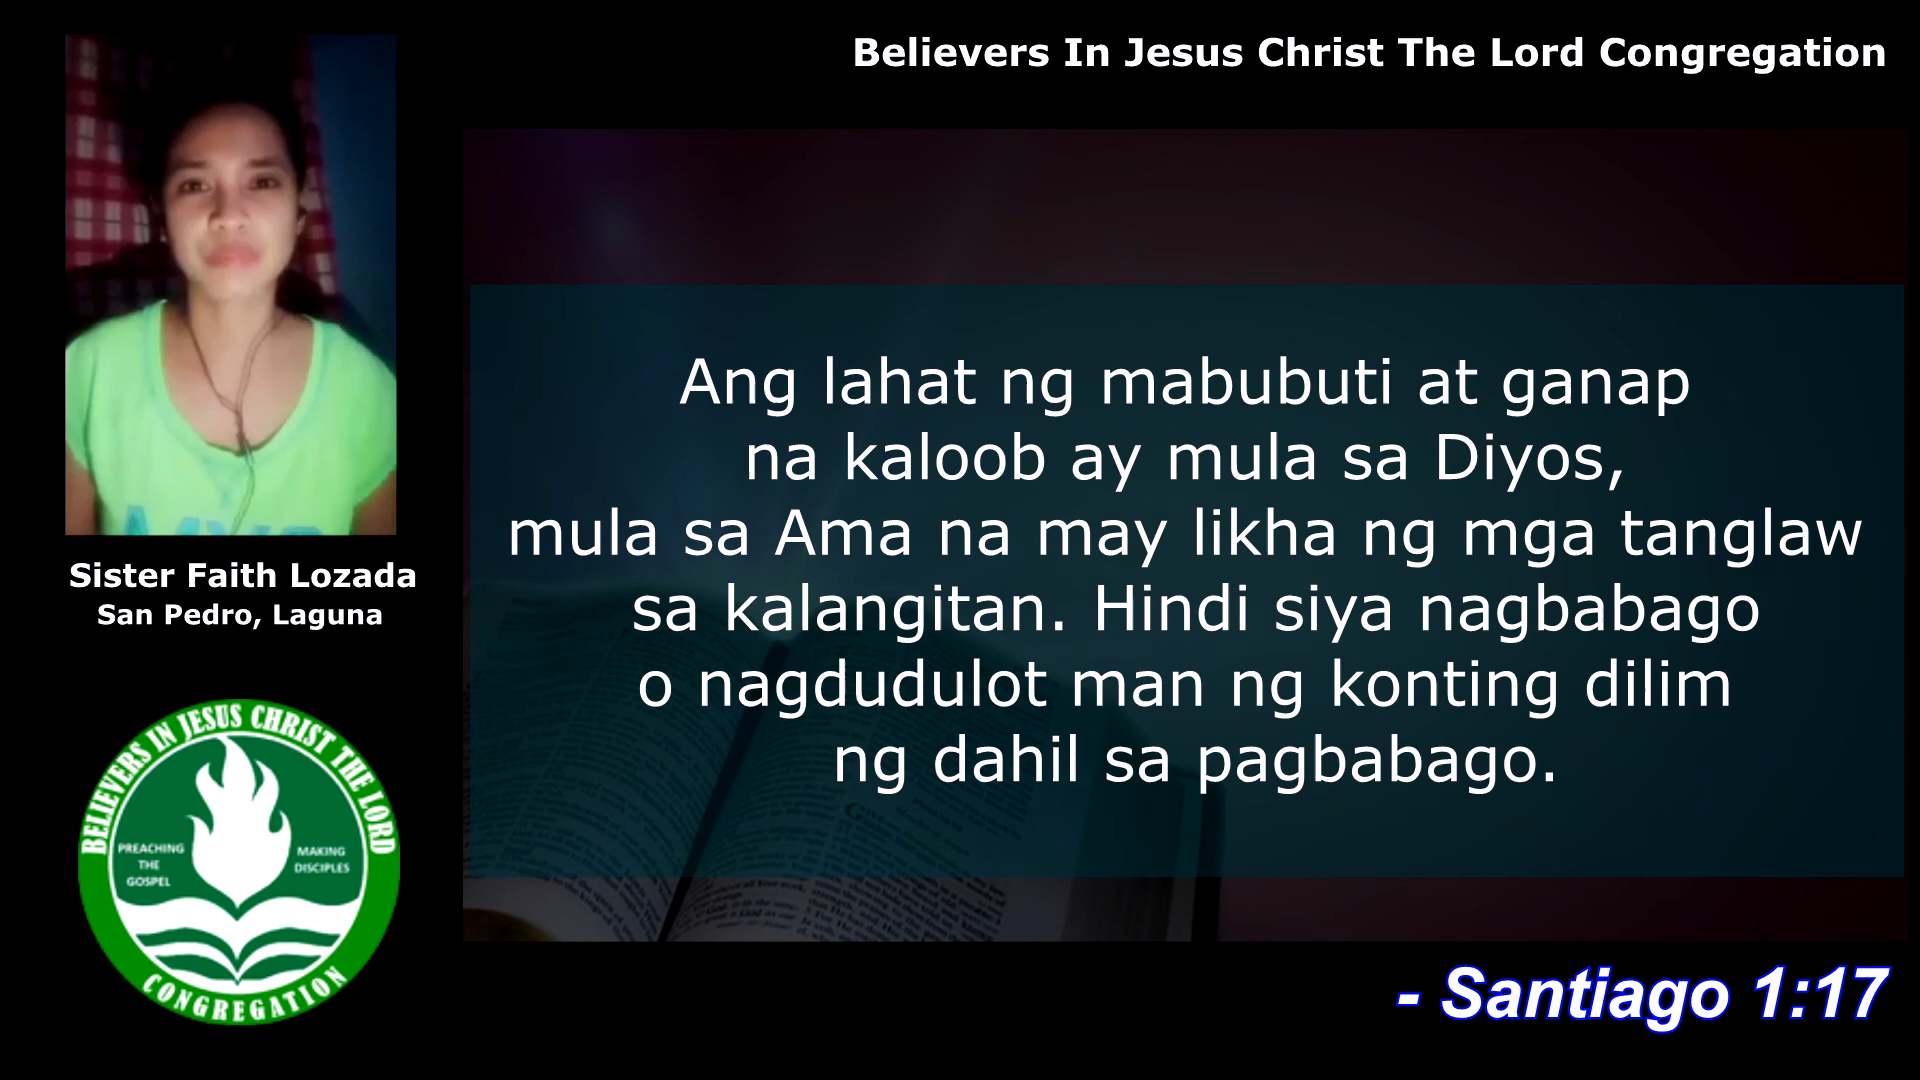 Believers In Jesus Christ The Lord Congregation
Ang lahat ng mabubuti at ganap
na kaloob ay mula sa Diyos,
mula sa Ama na may likha ng mga tanglaw
sa kalangitan. Hindi siya nagbabago
o nagdudulot man ng konting dilim
ng dahil sa pagbabago.
- Santiago 1:17
Sister Faith Lozada
San Pedro, Laguna
BELIEVERS IN JESUS CHRIST THE LORD
PREACHING
THE
GOSPEL
MAKING
DISCIPLES
CONGREGATION